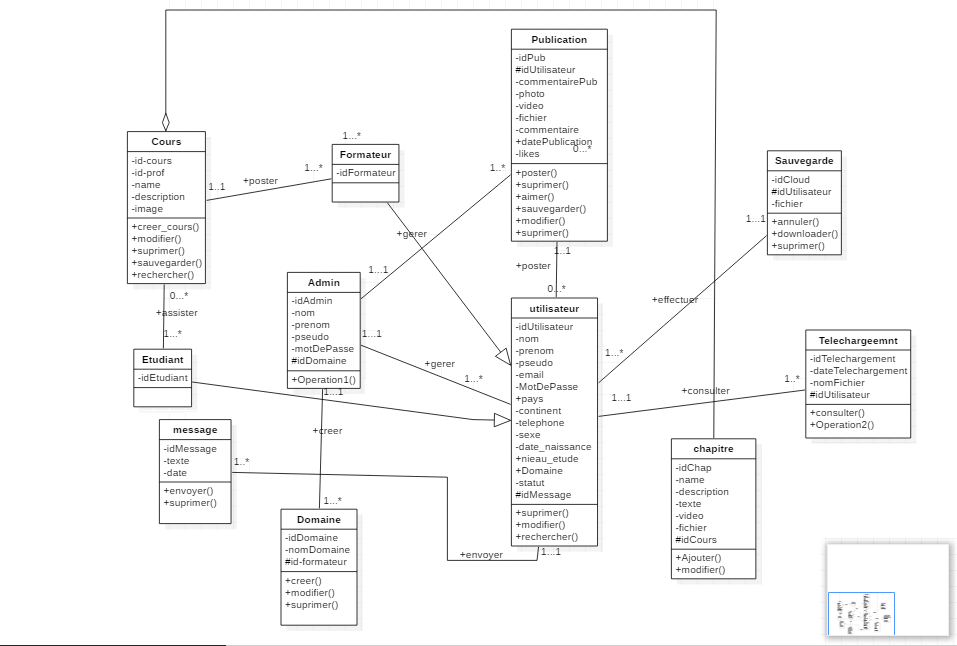 Publication
-idPub
#idUtilisateur
-commentairePub
-photo
-video
-fichier
-commentaire
+datePublication
-likes
0...*
+poster()
+suprimer()
+aimer()
+sauvegarder()
+modifier()
+suprimer()
Cours
-id-cours
-id-prof
-name
-description
-image
+creer_cours()
+modifier()
+suprimer()
+sauvegarder()
+rechercher()
1...*
Formateur
-idFormateur
1...*
+poster
1..1
1..*
Sauvegarde
-idCloud
#idUtilisateur
-fichier
+annuler()
+downloader()
+suprimer()
1...1
+gerer
1...1
1..1
+poster
0...*
Admin
-idAdmin
-nom
-prenom
-pseudo
-motDePasse
#idDomaine
+Operation1()
0...*
+assister
1...*
+effectuer
utilisateur
-idUtilisateur
-nom
-prenom
-pseudo
-email
-MotDePasse
+pays
-continent
-telephone
-sexe
-date_naissance
+nieau_etude
+Domaine
-statut
#idMessage
+suprimer()
+modifier()
+rechercher()
1...1
+gerer
1...*
1...*
Etudiant
-idEtudiant
Telechargeemnt
-idTelechargement
-dateTelechargement
-nomFichier
#idUtilisateur
+consulter()
+Operation2()
1..*
+consulter
1...1
1...1
+creer
1...*
message
-idMessage
-texte
-date
+envoyer()
+suprimer()
1..*
+envoyer
1...1
chapitre
-idChap
-name
-description
-texte
-video
-fichier
#idCours
+Ajouter()
+modifier()
Domaine
-idDomaine
-nomDomaine
#id-formateur
+creer()
+modifier()
+suprimer()